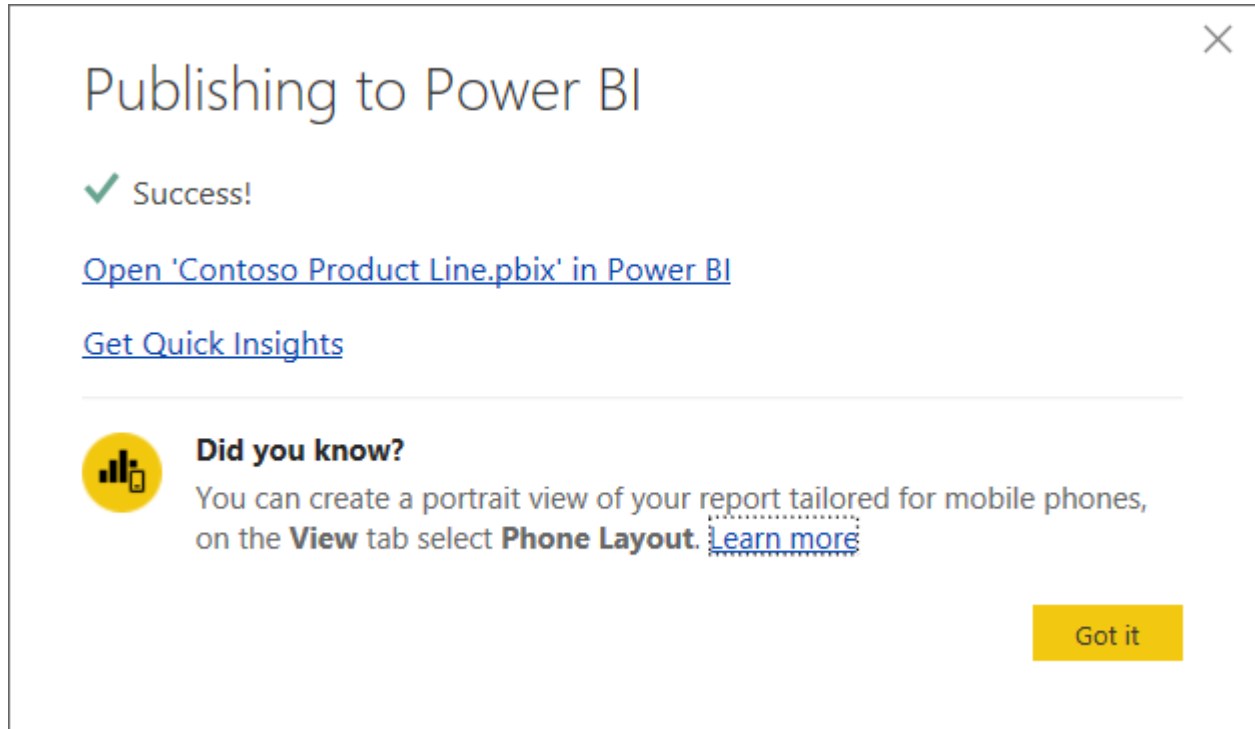 Publishing to Power BI
Success!
Open 'Contoso Product Line.pbix' in Power BI
Get Quick Insights
Did you know?
You can create a portrait view of your report tailored for mobile phones,
on the View tab select Phone Layout. Learn more
Got it